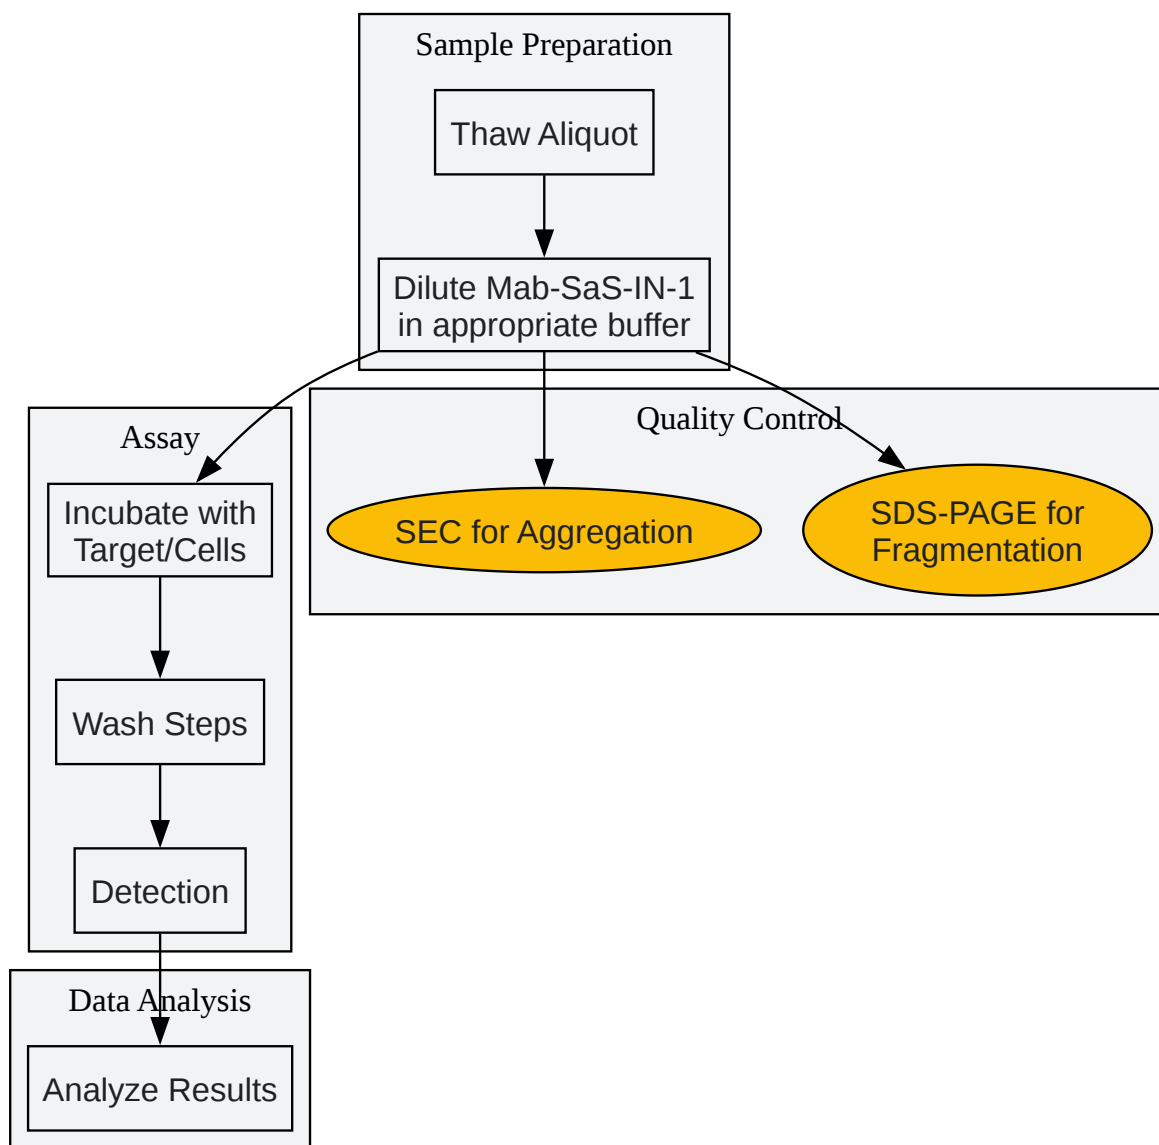 Sample Preparation
Thaw Aliquot
Dilute Mab-SaS-IN-1
in appropriate buffer
Quality Control
SEC for Aggregation
SDS-PAGE for
Fragmentation
Assay
Incubate with
Target/Cells
Wash Steps
Detection
Data Analysis
Analyze Results